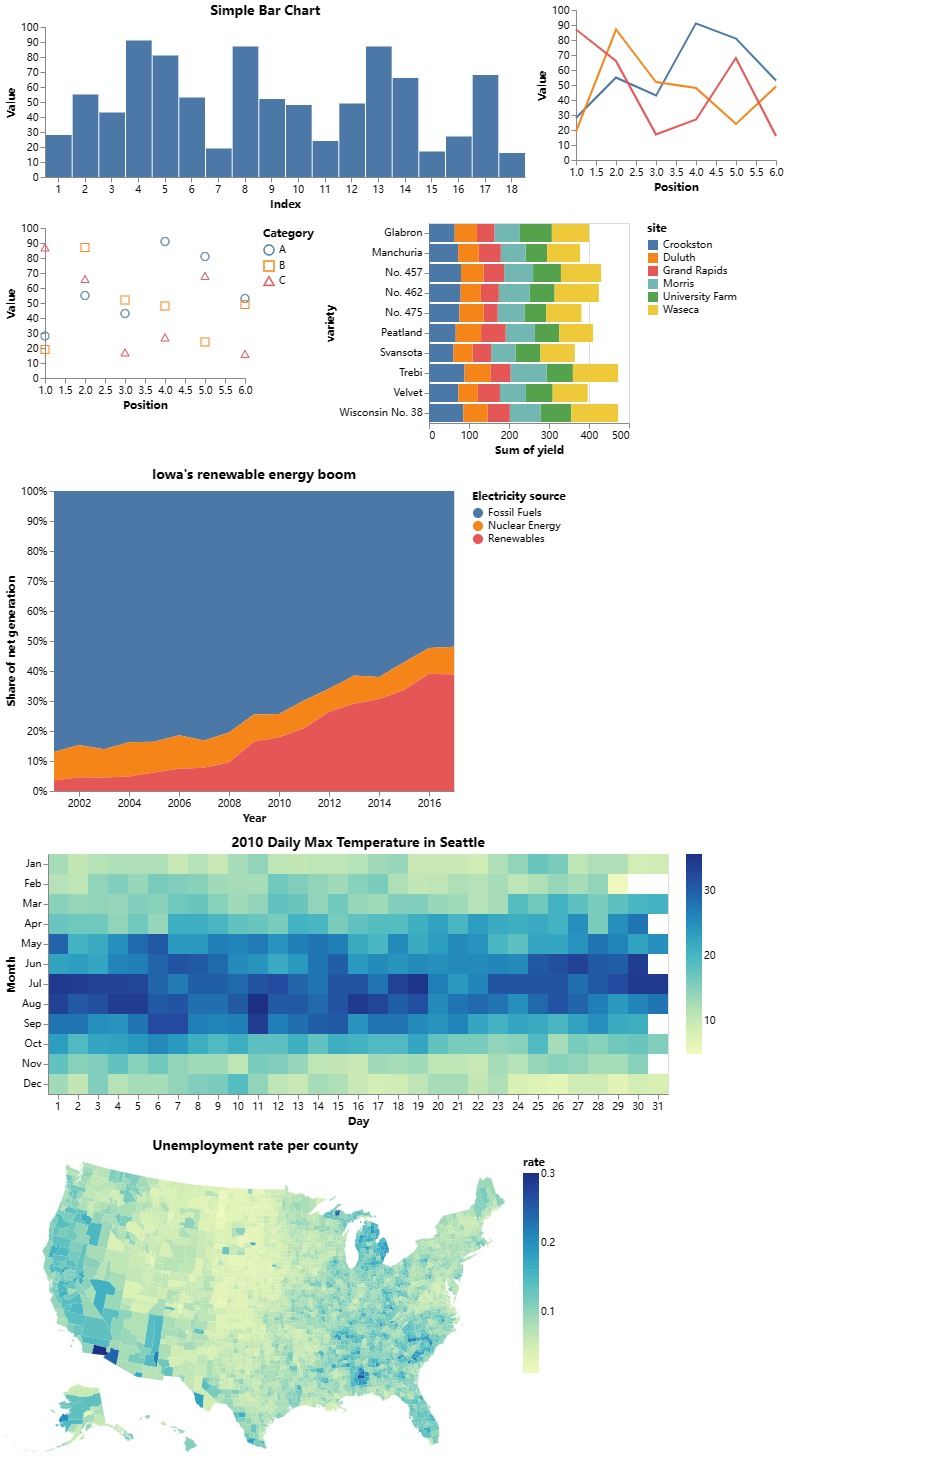 Simple Bar Chart
100
90
80
70
60
50
40
30
20
10
0
Value
1 2 3 4 5 6 7 8 9 10 11 12 13 14 15 16 17 18
Index
100
90
80
70
60
50
40
30
20
10
0
Value
1.0 1.5 2.0 2.5 3.0 3.5 4.0 4.5 5.0 5.5 6.0
Position
100
90
80
70
60
50
40
30
20
10
0
Value
1.0 1.5 2.0 2.5 3.0 3.5 4.0 4.5 5.0 5.5 6.0
Position
Category
A
B
C
variety
Glabron
Manchuria
No. 457
No. 462
No. 475
Peatland
Svansota
Trebi
Velvet
Wisconsin No. 38
0 100 200 300 400 500
Sum of yield
site
Crookston
Duluth
Grand Rapids
Morris
University Farm
Waseca
Iowa's renewable energy boom
100%
90%
80%
70%
60%
50%
40%
30%
20%
10%
0%
Share of net generation
2002 2004 2006 2008 2010 2012 2014 2016
Year
Electricity source
Fossil Fuels
Nuclear Energy
Renewables
2010 Daily Max Temperature in Seattle
Month
Jan
Feb
Mar
Apr
May
Jun
Jul
Aug
Sep
Oct
Nov
Dec
1 2 3 4 5 6 7 8 9 10 11 12 13 14 15 16 17 18 19 20 21 22 23 24 25 26 27 28 29 30 31
Day
30
20
10
Unemployment rate per county
rate
0.3
0.2
0.1